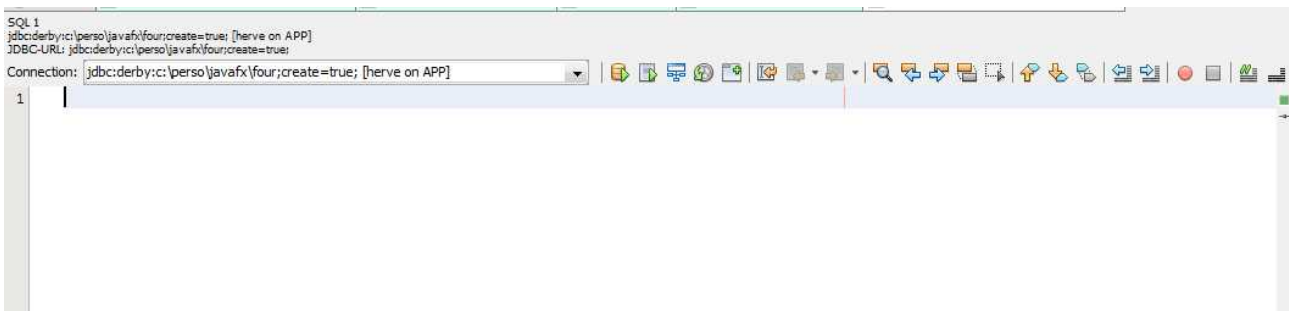 SQL 1
jdbc:derby:c:\perso\javafx\four;create=true; [herve on APP]
JDBC-URL: jdbc:derby:c:\perso\javafx\four;create=true;
Connection: jdbc:derby:c:\perso\javafx\four;create=true; [herve on APP]
1